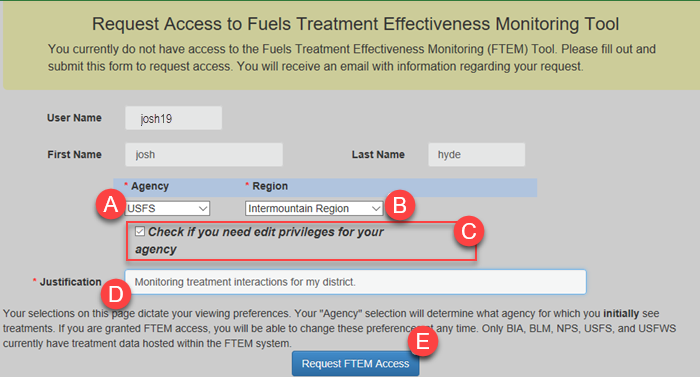 Request Access to Fuels Treatment Effectiveness Monitoring Tool
You currently do not have access to the Fuels Treatment Effectiveness Monitoring (FTEM) Tool. Please fill out and
submit this form to request access. You will receive an email with information regarding your request.
User Name josh19
First Name josh Last Name hyde
* Agency * Region
A USFS Intermountain Region B
Check if you need edit privileges for your C
agency
* Justification Monitoring treatment interactions for my district.
D
Your selections on this page dictate your viewing preferences. Your "Agency" selection will determine what agency for which you initially see
treatments. If you are granted FTEM access, you will be able to change these preference at any time. Only BIA, BLM, NPS, USFS, and USFWS
currently have treatment data hosted within the FTEM system.
E
Request FTEM Access